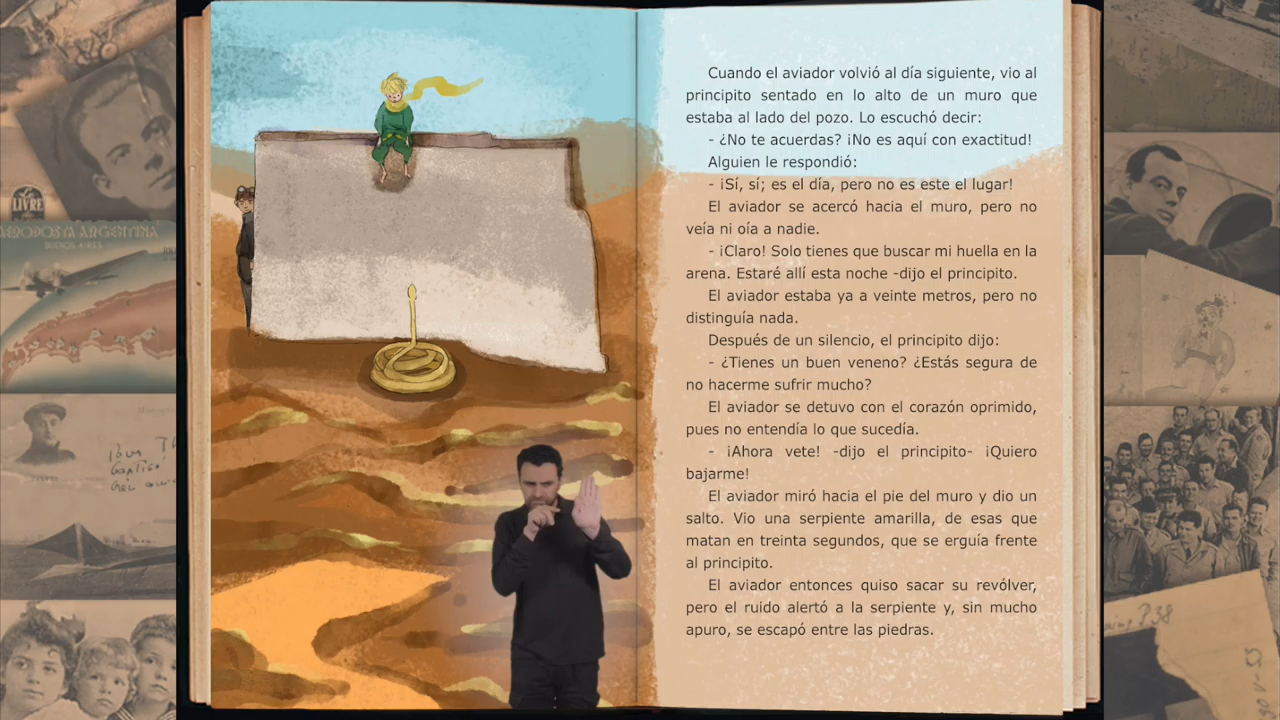 LE
LIVRE
AEROPOSTA ARGENTINA
BUENOS AIRES
Cuando el aviador volvió al día siguiente, vio al
principito sentado en lo alto de un muro que
estaba al lado del pozo. Lo escuchó decir:
- ¿No te acuerdas? ¡No es aquí con exactitud!
Alguien le respondió:
- ¡Sí, sí; es el día, pero no es este el lugar!
El aviador se acercó hacia el muro, pero no
veía ni oía a nadie.
- ¡Claro! Solo tienes que buscar mi huella en la
arena. Estaré allí esta noche -dijo el principito.
El aviador estaba ya a veinte metros, pero no
distinguía nada.
Después de un silencio, el principito dijo:
- ¿Tienes un buen veneno? ¿Estás segura de
no hacerme sufrir mucho?
El aviador se detuvo con el corazón oprimido,
pues no entendía lo que sucedía.
- ¡Ahora vete! -dijo el principito- ¡Quiero
bajarme!
El aviador miró hacia el pie del muro y dio un
salto. Vio una serpiente amarilla, de esas que
matan en treinta segundos, que se erguía frente
al principito.
El aviador entonces quiso sacar su revólver,
pero el ruido alertó a la serpiente y, sin mucho
apuro, se escapó entre las piedras.
P38